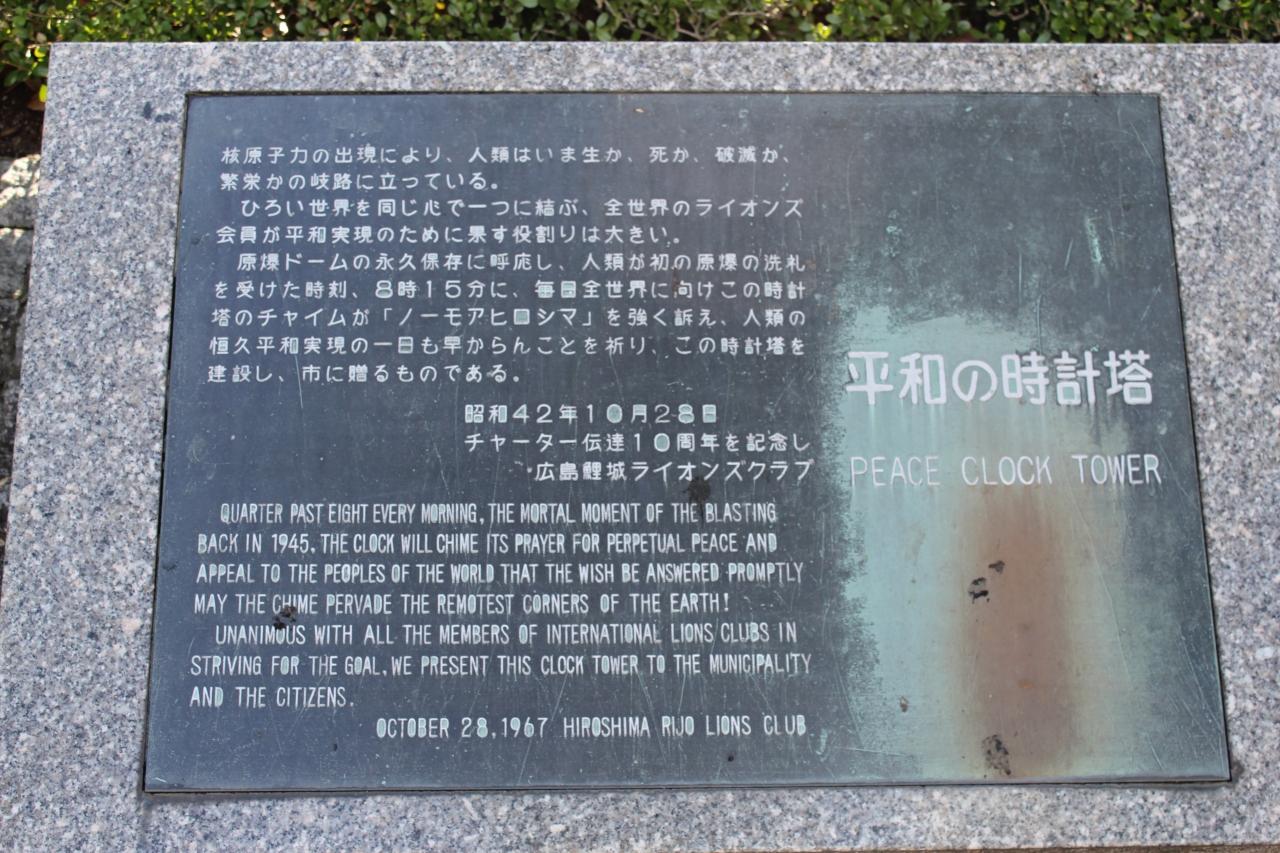 核原子力の出現により、人類はいま生か、死か、破滅か、
繁栄かの岐路に立っている。
ひろい世界を同じ心で一つに結ぶ、全世界のライオンズ
会員が平和実現のために果す役割りは大きい。
原爆ドームの永久保存に呼応し、人類が初の原爆の洗礼
を受けた時刻、8時15分に、毎日全世界に向けこの時計
塔のチャイムが「ノーモアヒロシマ」を強く訴え、人類の
恒久平和実現の一日も早からんことを祈り、この時計塔を
建設し、市に贈るものである。
昭和42年10月28日
チャーター伝達10周年を記念し
広島鯉城ライオンズクラブ
QUARTER PAST EIGHT EVERY MORNING, THE MORTAL MOMENT OF THE BLASTING
BACK IN 1945. THE CLOCK WILL CHIME ITS PRAYER FOR PERPETUAL PEACE AND
APPEAL TO THE PEOPLES OF THE WORLD THAT THE WISH BE ANSWERED PROMPTLY
MAY THE CHIME PERVADE THE REMOTEST CORNERS OF THE EARTH!
UNANIMOUS WITH ALL THE MEMBERS OF INTERNATIONAL LIONS CLUBS IN
STRIVING FOR THE GOAL, WE PRESENT THIS CLOCK TOWER TO THE MUNICIPALITY
AND THE CITIZENS.
OCTOBER 28, 1967 HIROSHIMA RIJO LIONS CLUB
平和の時計塔
PEACE CLOCK TOWER